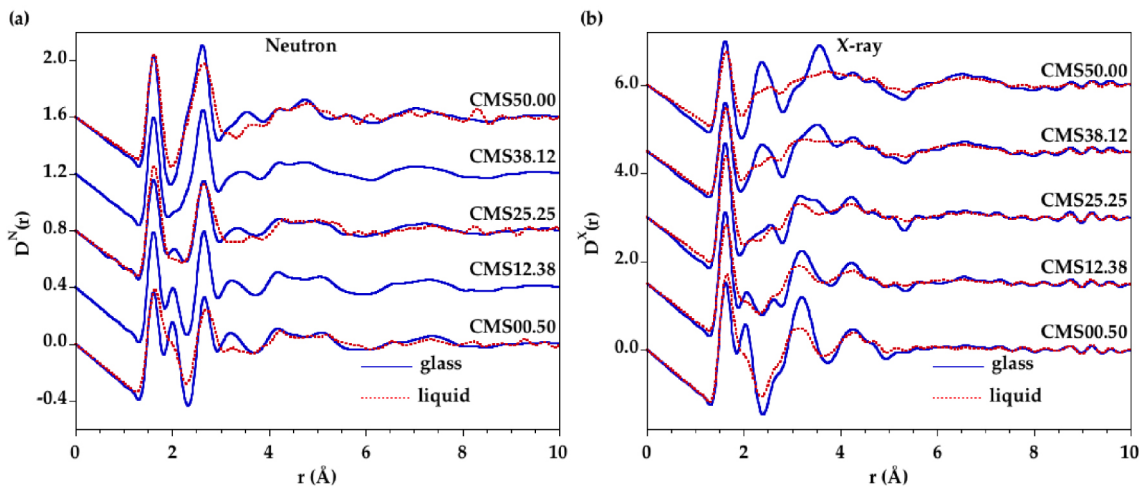 (a)
Neutron
D^N(r)
2.0
1.6
1.2
0.8
0.4
0.0
-0.4
CMS50.00
CMS38.12
CMS25.25
CMS12.38
CMS00.50
glass
liquid
0 2 4 6 8 10
r (Å)
(b)
X-ray
D^X(r)
6.0
4.0
2.0
0.0
CMS50.00
CMS38.12
CMS25.25
CMS12.38
CMS00.50
glass
liquid
0 2 4 6 8 10
r (Å)